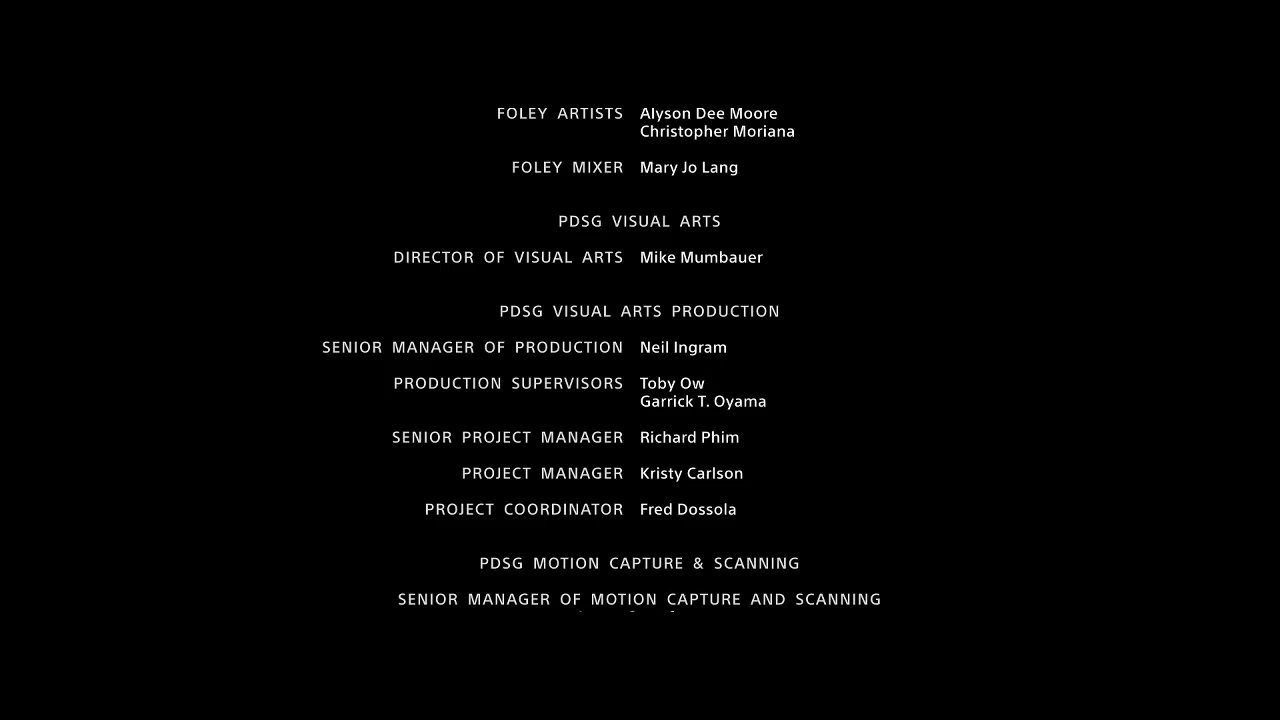 FOLEY ARTISTS Alyson Dee Moore
Christopher Moriana
FOLEY MIXER Mary Jo Lang
PDSG VISUAL ARTS
DIRECTOR OF VISUAL ARTS Mike Mumbauer
PDSG VISUAL ARTS PRODUCTION
SENIOR MANAGER OF PRODUCTION Neil Ingram
PRODUCTION SUPERVISORS Toby Ow
Garrick T. Oyama
SENIOR PROJECT MANAGER Richard Phim
PROJECT MANAGER Kristy Carlson
PROJECT COORDINATOR Fred Dossola
PDSG MOTION CAPTURE & SCANNING
SENIOR MANAGER OF MOTION CAPTURE AND SCANNING